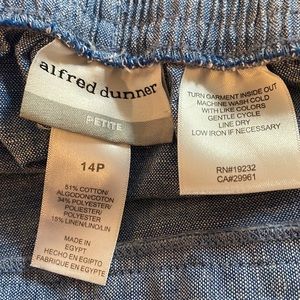 alfred dunner
PETITE
14P
51% COTTON/
ALGODON/COTON
34% POLYESTER/
POLIESTER/POLYESTER
15% LINEN/LINO/LIN
MADE IN
EGYPT
HECHO EN EGIPTO
FABRIQUE EN EGYPTE
TURN GARMENT INSIDE OUT
MACHINE WASH COLD
WITH LIKE COLORS
GENTLE CYCLE
LINE DRY
LOW IRON IF NECESSARY
RN#19232
CA#29961